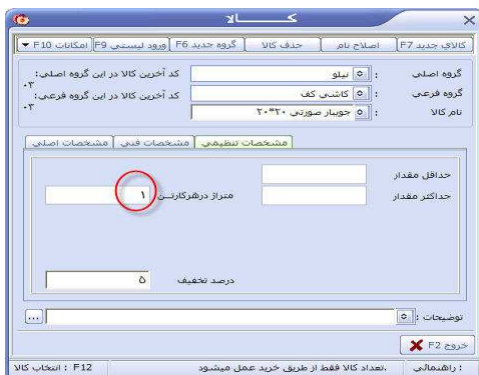 کـــــــالا
کالای جدید F7 اصلاح نام حذف کالا گروه جدید F6 ورود لیستی F9 امکانات F10
گروه اصلی : نیلو کد آخرین کالا در این گروه اصلی: ۰۳
گروه فرعی : کاشی کف کد آخرین کالا در این گروه فرعی: ۰۳
نام کالا : جویبار صورتی ۲۰*۲۰
مشخصات تنظیمی مشخصات فنی مشخصات اصلی
حداقل مقدار
حداکثر مقدار متراژ درهرکارتـن ۱
درصد تخفیف ۵
توضیحات : ...
خروج F2
راهنمائی : تعداد کالا فقط از طریق خرید عمل میشود. F12 : انتخاب کالا